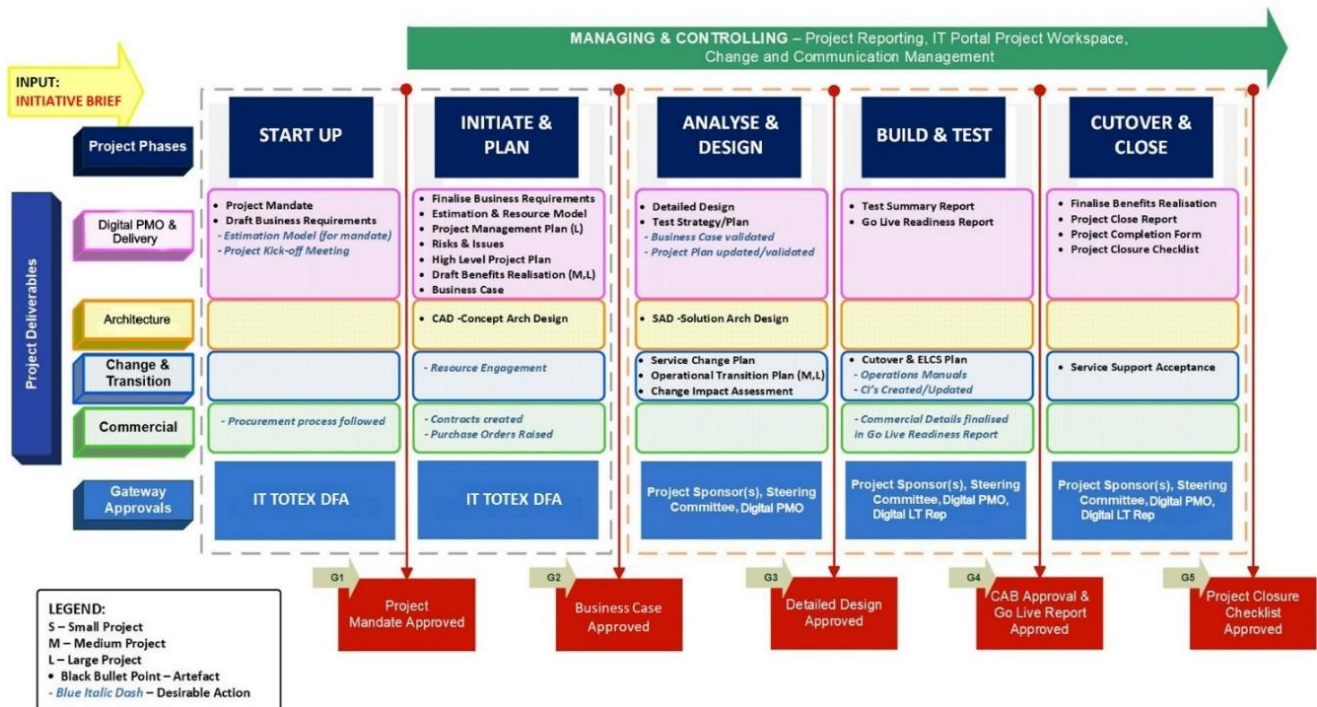 MANAGING & CONTROLLING – Project Reporting, IT Portal Project Workspace,
Change and Communication Management
INPUT:
INITIATIVE BRIEF
Project Phases
START UP
INITIATE &
PLAN
ANALYSE &
DESIGN
BUILD & TEST
CUTOVER &
CLOSE
Project Deliverables
Digital PMO &
Delivery
• Project Mandate
• Draft Business Requirements
- Estimation Model (for mandate)
- Project Kick-off Meeting
• Finalise Business Requirements
• Estimation & Resource Model
• Project Management Plan (L)
• Risks & Issues
• High Level Project Plan
• Draft Benefits Realisation (M,L)
• Business Case
• Detailed Design
• Test Strategy/Plan
- Business Case validated
- Project Plan updated/validated
• Test Summary Report
• Go Live Readiness Report
• Finalise Benefits Realisation
• Project Close Report
• Project Completion Form
• Project Closure Checklist
Architecture
• CAD -Concept Arch Design
• SAD -Solution Arch Design
Change &
Transition
- Resource Engagement
• Service Change Plan
• Operational Transition Plan (M,L)
• Change Impact Assessment
• Cutover & ELCS Plan
- Operations Manuals
- CI's Created/Updated
• Service Support Acceptance
Commercial
- Procurement process followed
- Contracts created
- Purchase Orders Raised
- Commercial Details finalised
in Go Live Readiness Report
Gateway
Approvals
IT TOTEX DFA
IT TOTEX DFA
Project Sponsor(s), Steering
Committee, Digital PMO
Project Sponsor(s), Steering
Committee, Digital PMO,
Digital LT Rep
Project Sponsor(s), Steering
Committee, Digital PMO,
Digital LT Rep
G1
Project
Mandate Approved
G2
Business Case
Approved
G3
Detailed Design
Approved
G4
CAB Approval &
Go Live Report
Approved
G5
Project Closure
Checklist
Approved
LEGEND:
S – Small Project
M – Medium Project
L – Large Project
• Black Bullet Point – Artefact
- Blue Italic Dash – Desirable Action